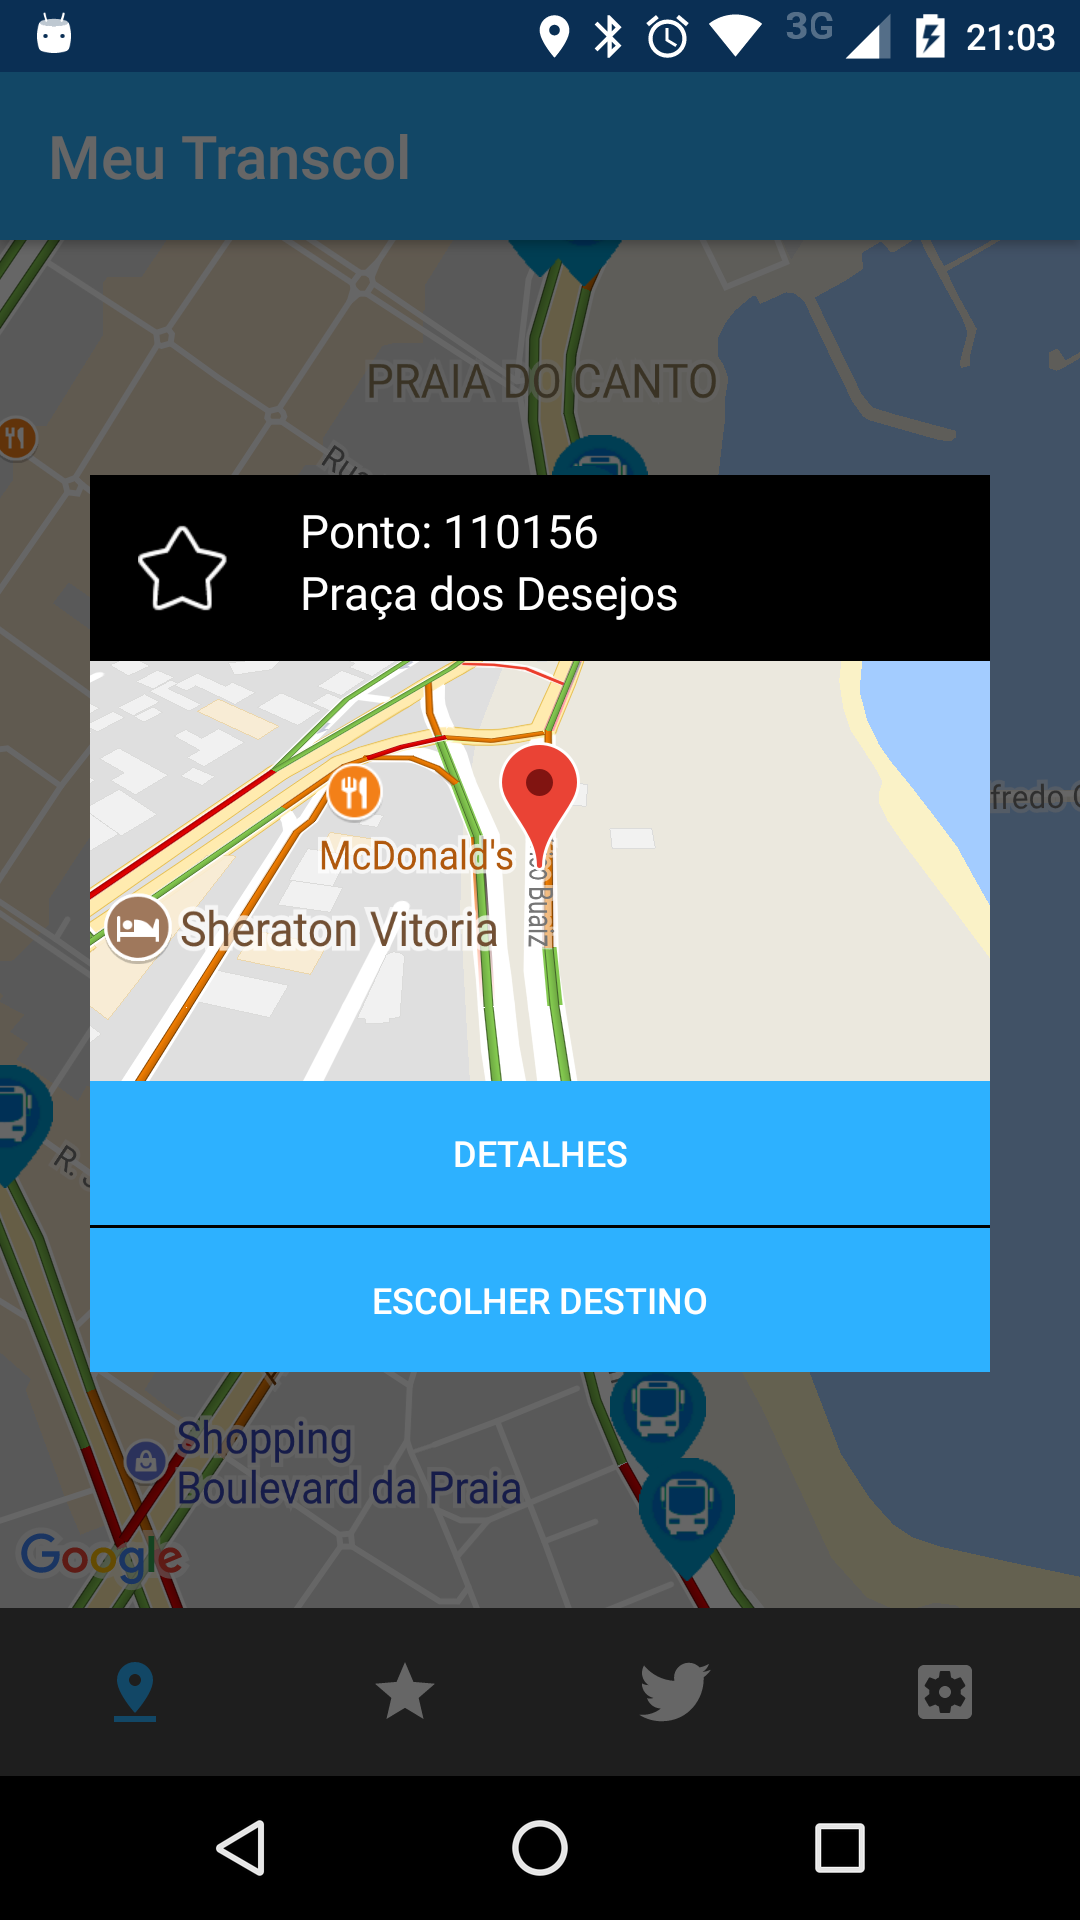 3G 21:03
Meu Transcol
PRAIA DO CANTO
Ponto: 110156
Praça dos Desejos
fredo
McDonald's
Buaiz
Sheraton Vitoria
DETALHES
R.
ESCOLHER DESTINO
Shopping
Boulevard da Praia
Google